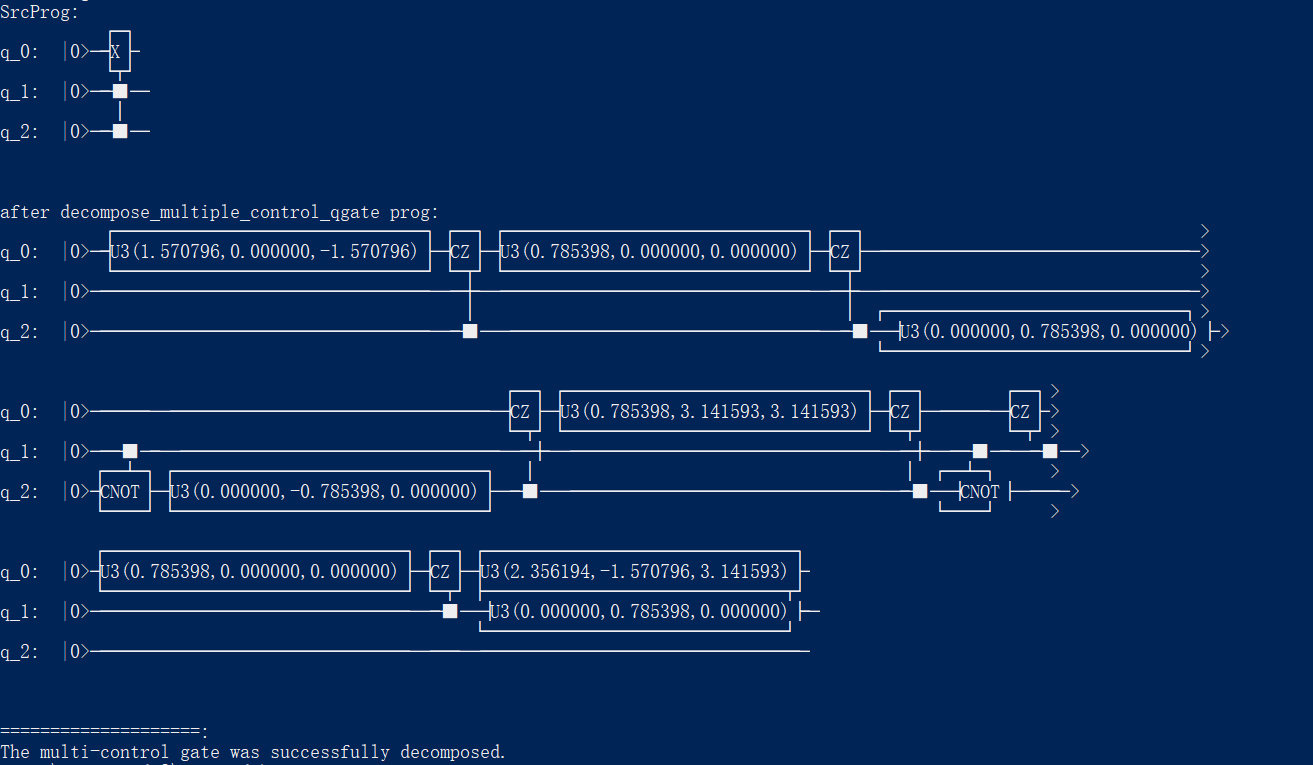 SrcProg:
q_0: |0> X
q_1: |0>
q_2: |0>
after decompose_multiple_control_qgate prog:
q_0: |0> U3(1.570796,0.000000,-1.570796) CZ U3(0.785398,0.000000,0.000000) CZ >
q_1: |0> >
q_2: |0> U3(0.000000,0.785398,0.000000) >
q_0: |0> CZ U3(0.785398,3.141593,3.141593) CZ CZ >
q_1: |0> >
q_2: |0> CNOT U3(0.000000,-0.785398,0.000000) CNOT >
q_0: |0> U3(0.785398,0.000000,0.000000) CZ U3(2.356194,-1.570796,3.141593)
q_1: |0> U3(0.000000,0.785398,0.000000)
q_2: |0>
====================:
The multi-control gate was successfully decomposed.